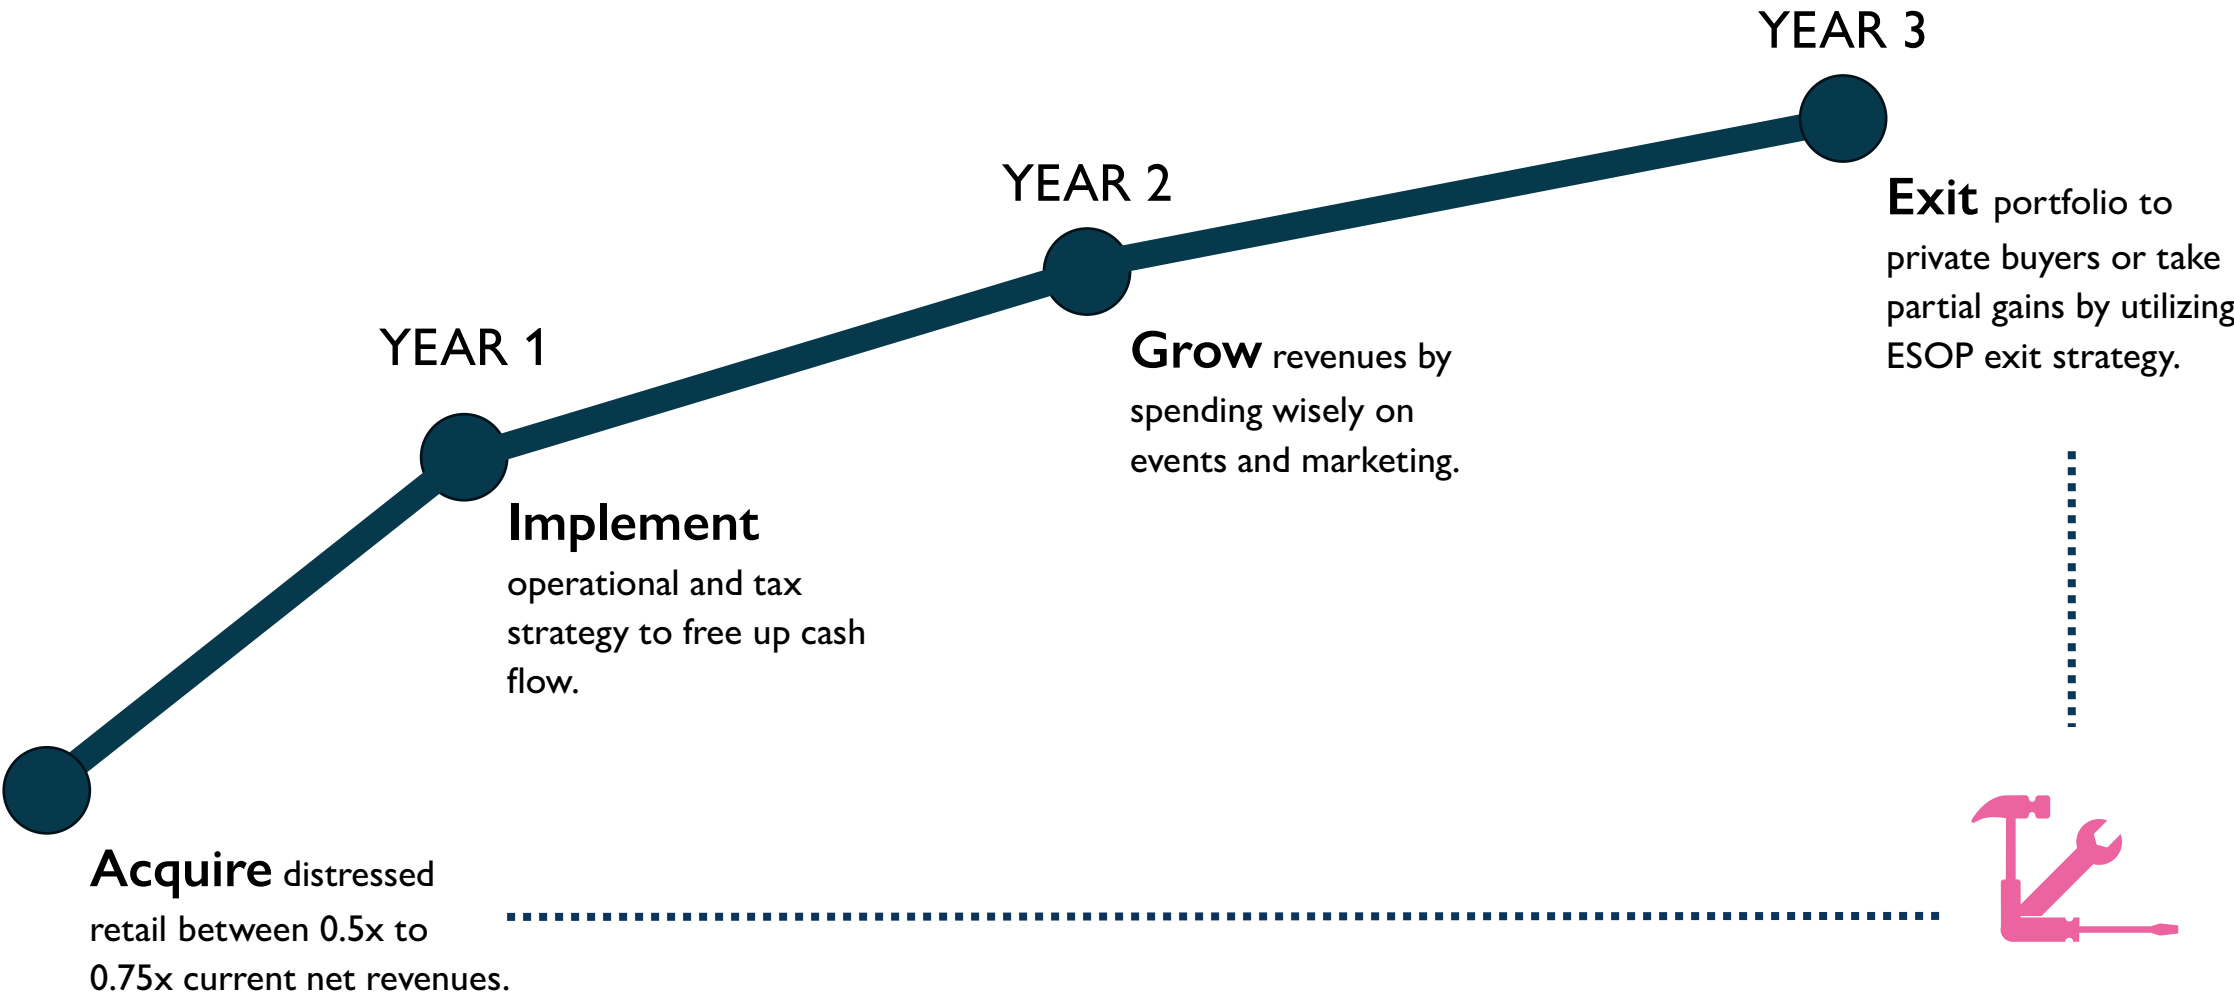 YEAR 3
Exit portfolio to
private buyers or take
partial gains by utilizing
ESOP exit strategy.
YEAR 2
Grow revenues by
spending wisely on
events and marketing.
YEAR 1
Implement
operational and tax
strategy to free up cash
flow.
Acquire distressed
retail between 0.5x to
0.75x current net revenues.